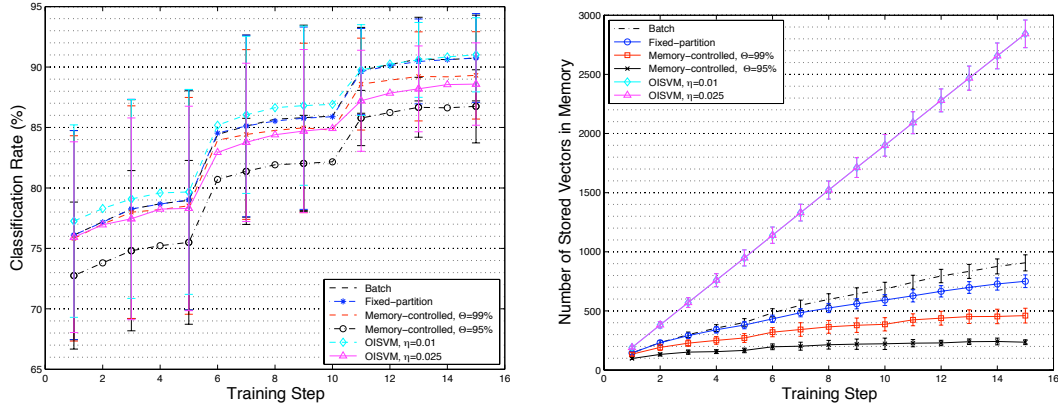 95
90
85
80
75
70
65
0
2
4
6
8
10
12
14
16
Classification Rate (%)
Training Step
Batch
Fixed−partition
Memory−controlled, Θ=99%
Memory−controlled, Θ=95%
OISVM, η=0.01
OISVM, η=0.025
3000
2500
2000
1500
1000
500
0
0
2
4
6
8
10
12
14
16
Number of Stored Vectors in Memory
Training Step
Batch
Fixed−partition
Memory−controlled, Θ=99%
Memory−controlled, Θ=95%
OISVM, η=0.01
OISVM, η=0.025